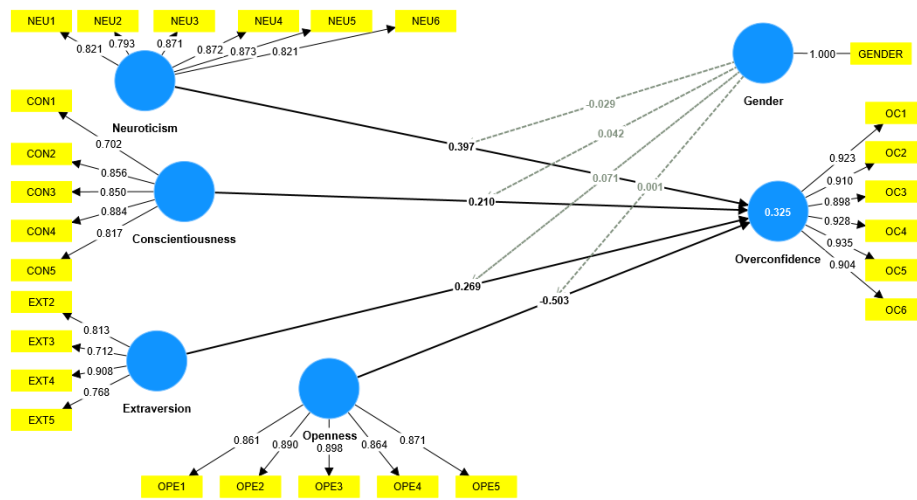 NEU1 NEU2 NEU3 NEU4 NEU5 NEU6
0.821 0.793 0.871 0.872 0.873 0.821
Neuroticism
GENDER
1.000
Gender
-0.029
0.042
0.071
0.001
CON1
CON2
CON3
CON4
CON5
0.702
0.856
0.850
0.884
0.817
Conscientiousness
0.397
0.210
0.269
-0.503
OC1
OC2
OC3
OC4
OC5
OC6
0.923
0.910
0.898
0.928
0.935
0.904
0.325
Overconfidence
EXT2
EXT3
EXT4
EXT5
0.813
0.712
0.908
0.768
Extraversion
Openness
0.861 0.890 0.898 0.864 0.871
OPE1 OPE2 OPE3 OPE4 OPE5